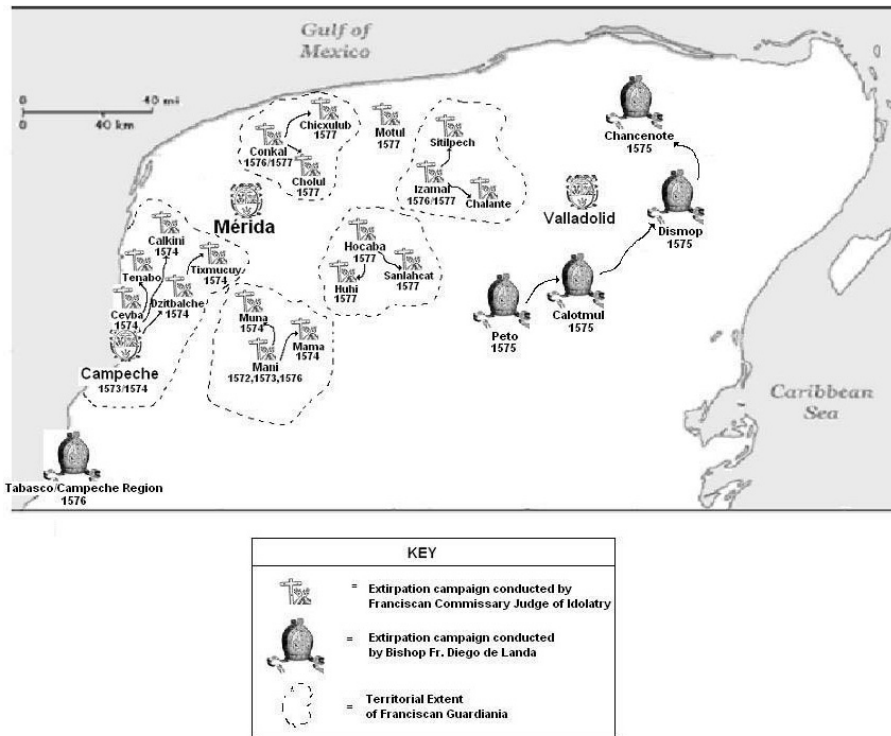 Gulf of
Mexico
0 40 mi
0 40 km
Chicxulub
1577
Conkal
1576/1577
Cholul
1577
Motul
1577
Sitilpech
Izamal
1576/1577
Chalante
Chancenote
1575
Mérida
Valladolid
Dismop
1575
Calkini
1574
Tixmucuy
1574
Tenabo
Dzitbalche
1574
Ceyba
1574
Campeche
1573/1574
Hocaba
1577
Huhi
1577
Sanlahcat
1577
Muna
1574
Mama
1574
Mani
1572,1573,1576
Peto
1575
Calotmul
1575
Caribbean
Sea
Tabasco/Campeche Region
1576
KEY
= Extirpation campaign conducted by
Franciscan Commissary Judge of Idolatry
= Extirpation campaign conducted
by Bishop Fr. Diego de Landa
= Territorial Extent
of Franciscan Guardiania